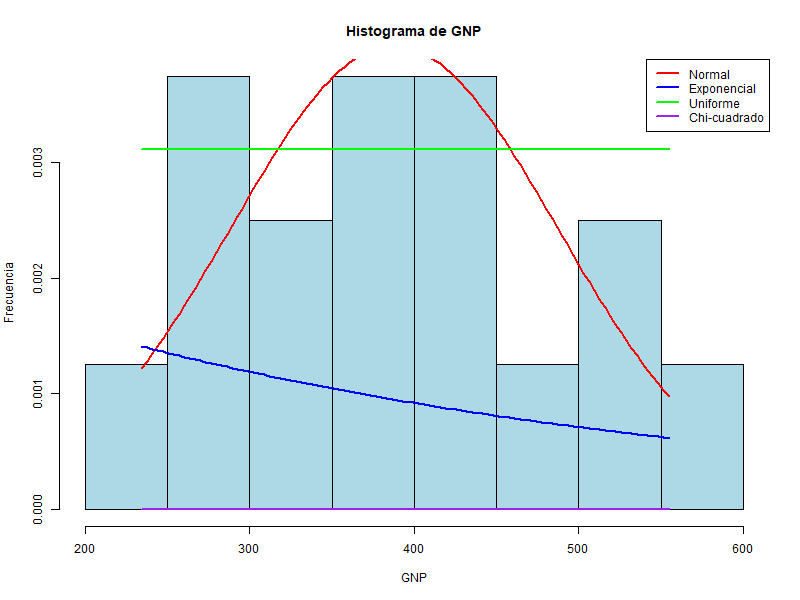 Histograma de GNP
Normal
Exponencial
Uniforme
Chi-cuadrado
Frecuencia
0.003
0.002
0.001
0.000
200 300 400 500 600
GNP